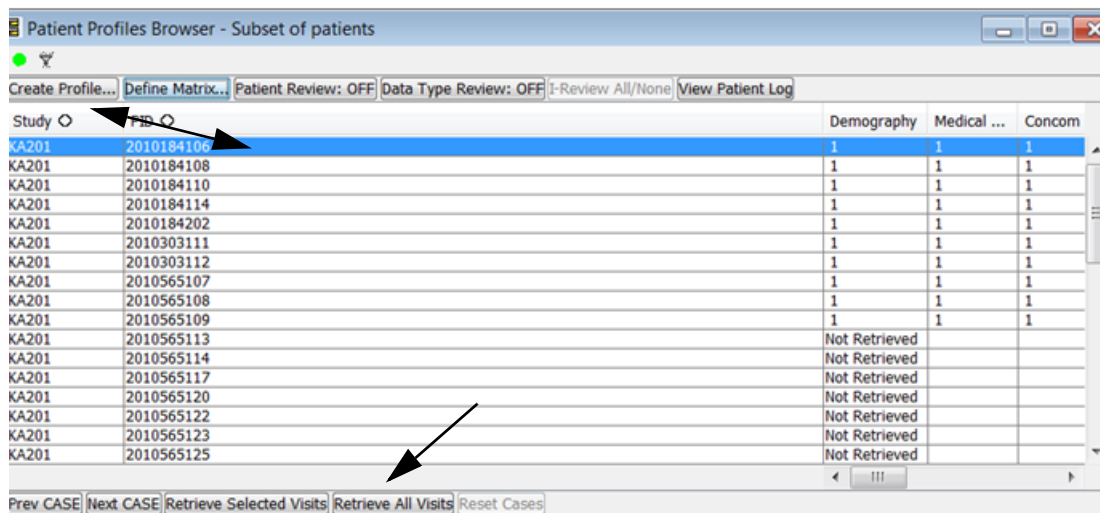 Patient Profiles Browser - Subset of patients
Create Profile... Define Matrix... Patient Review: OFF Data Type Review: OFF I-Review All/None View Patient Log
Study PID Demography Medical ... Concom
KA201 2010184106 1 1 1
KA201 2010184108 1 1 1
KA201 2010184110 1 1 1
KA201 2010184114 1 1 1
KA201 2010184202 1 1 1
KA201 2010303111 1 1 1
KA201 2010303112 1 1 1
KA201 2010565107 1 1 1
KA201 2010565108 1 1 1
KA201 2010565109 1 1 1
KA201 2010565113 Not Retrieved
KA201 2010565114 Not Retrieved
KA201 2010565117 Not Retrieved
KA201 2010565120 Not Retrieved
KA201 2010565122 Not Retrieved
KA201 2010565123 Not Retrieved
KA201 2010565125 Not Retrieved
Prev CASE Next CASE Retrieve Selected Visits Retrieve All Visits Reset Cases